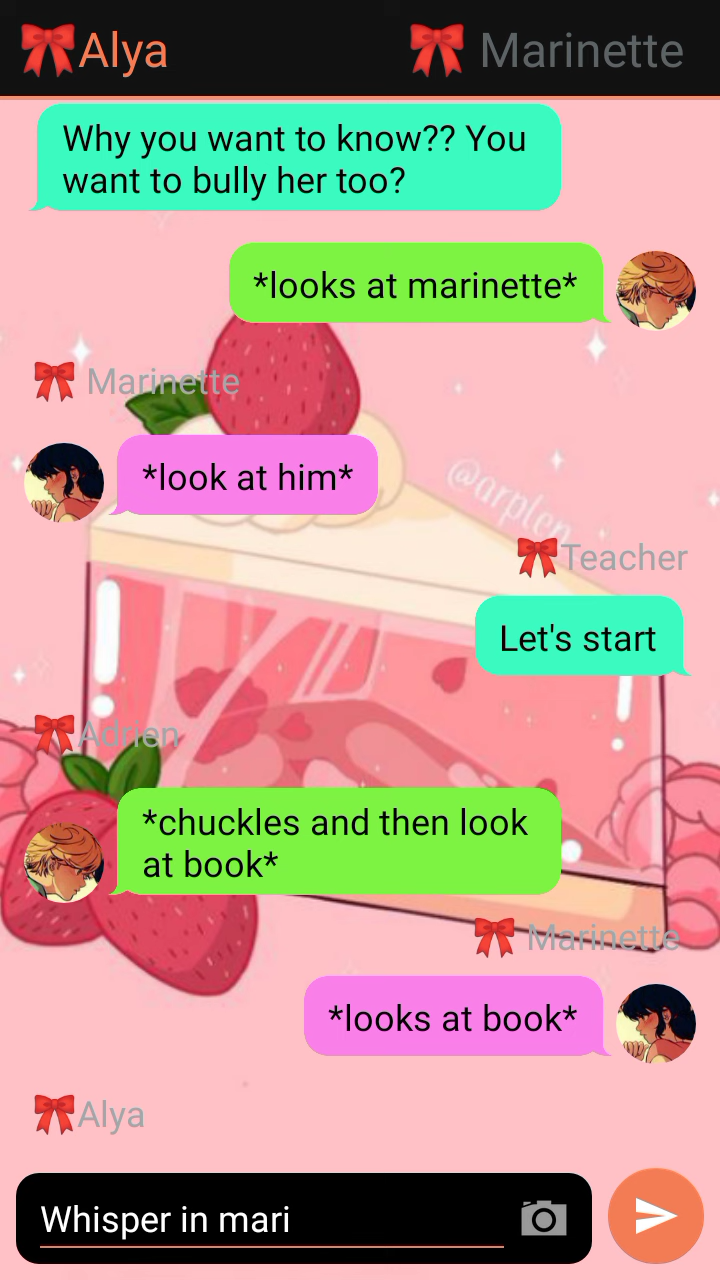 🎀Alya
🎀 Marinette
Why you want to know?? You
want to bully her too?
*looks at marinette*
🎀 Marinette
*look at him*
@arplen
🎀Teacher
Let's start
🎀Adrien
*chuckles and then look
at book*
🎀 Marinette
*looks at book*
🎀Alya
Whisper in mari